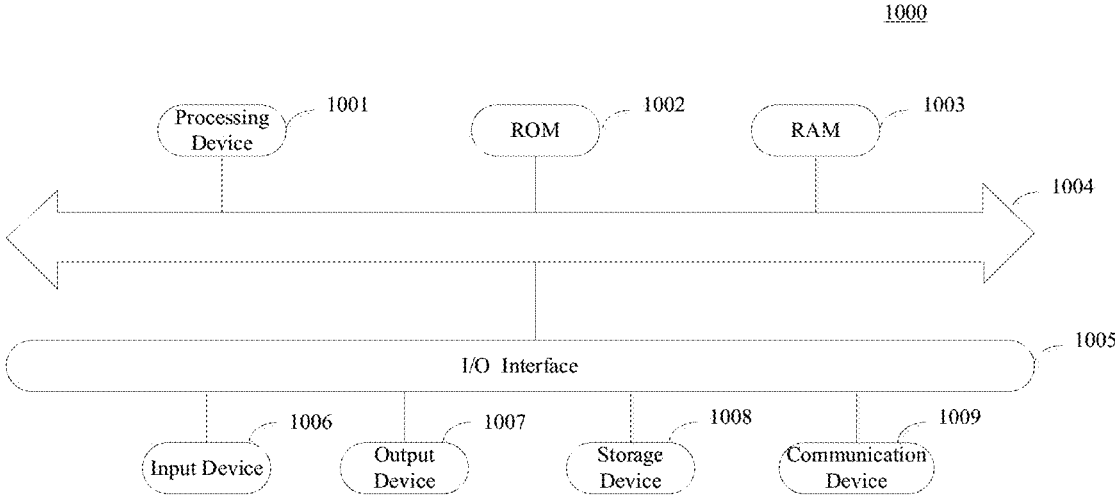 1000
1001
1002
1003
Processing
Device
ROM
RAM
1004
1005
I/O Interface
1006
1007
1008
1009
Input Device
Output
Device
Storage
Device
Communication
Device